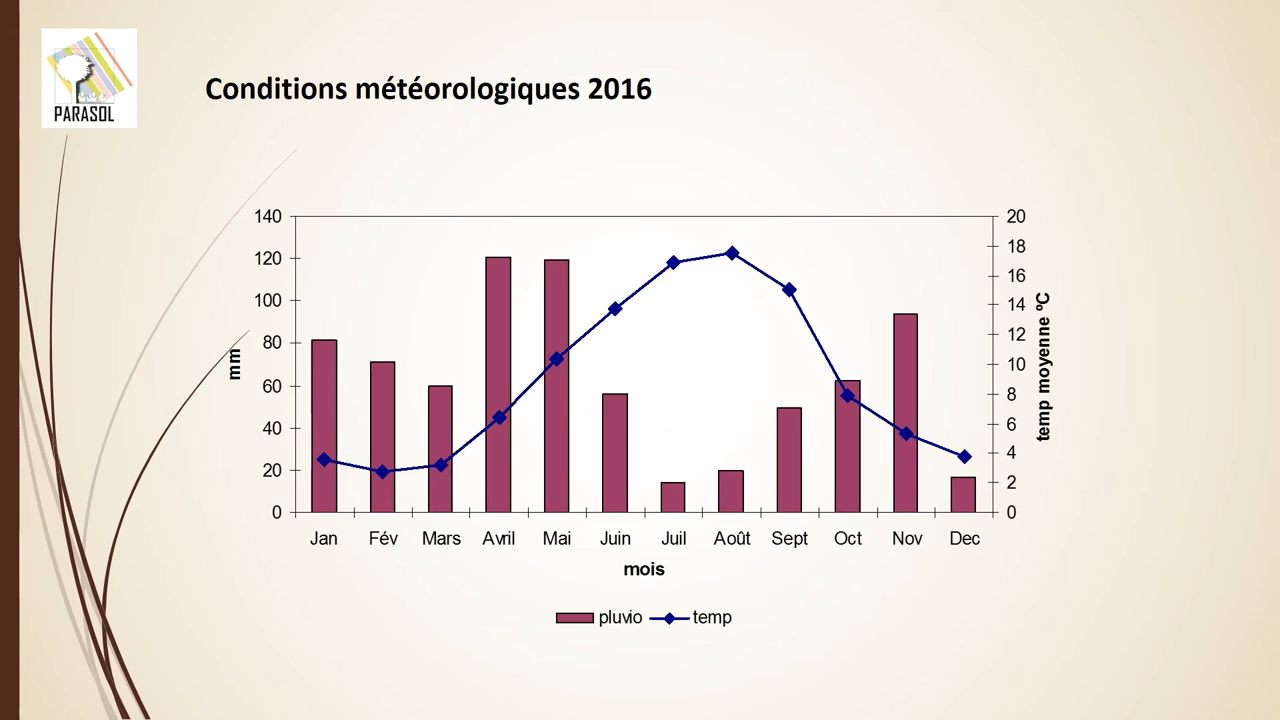 PARASOL
Conditions météorologiques 2016
140
120
100
80
60
40
20
0
mm
20
18
16
14
12
10
8
6
4
2
0
temp moyenne ºC
Jan Fév Mars Avril Mai Juin Juil Août Sept Oct Nov Dec
mois
pluvio temp